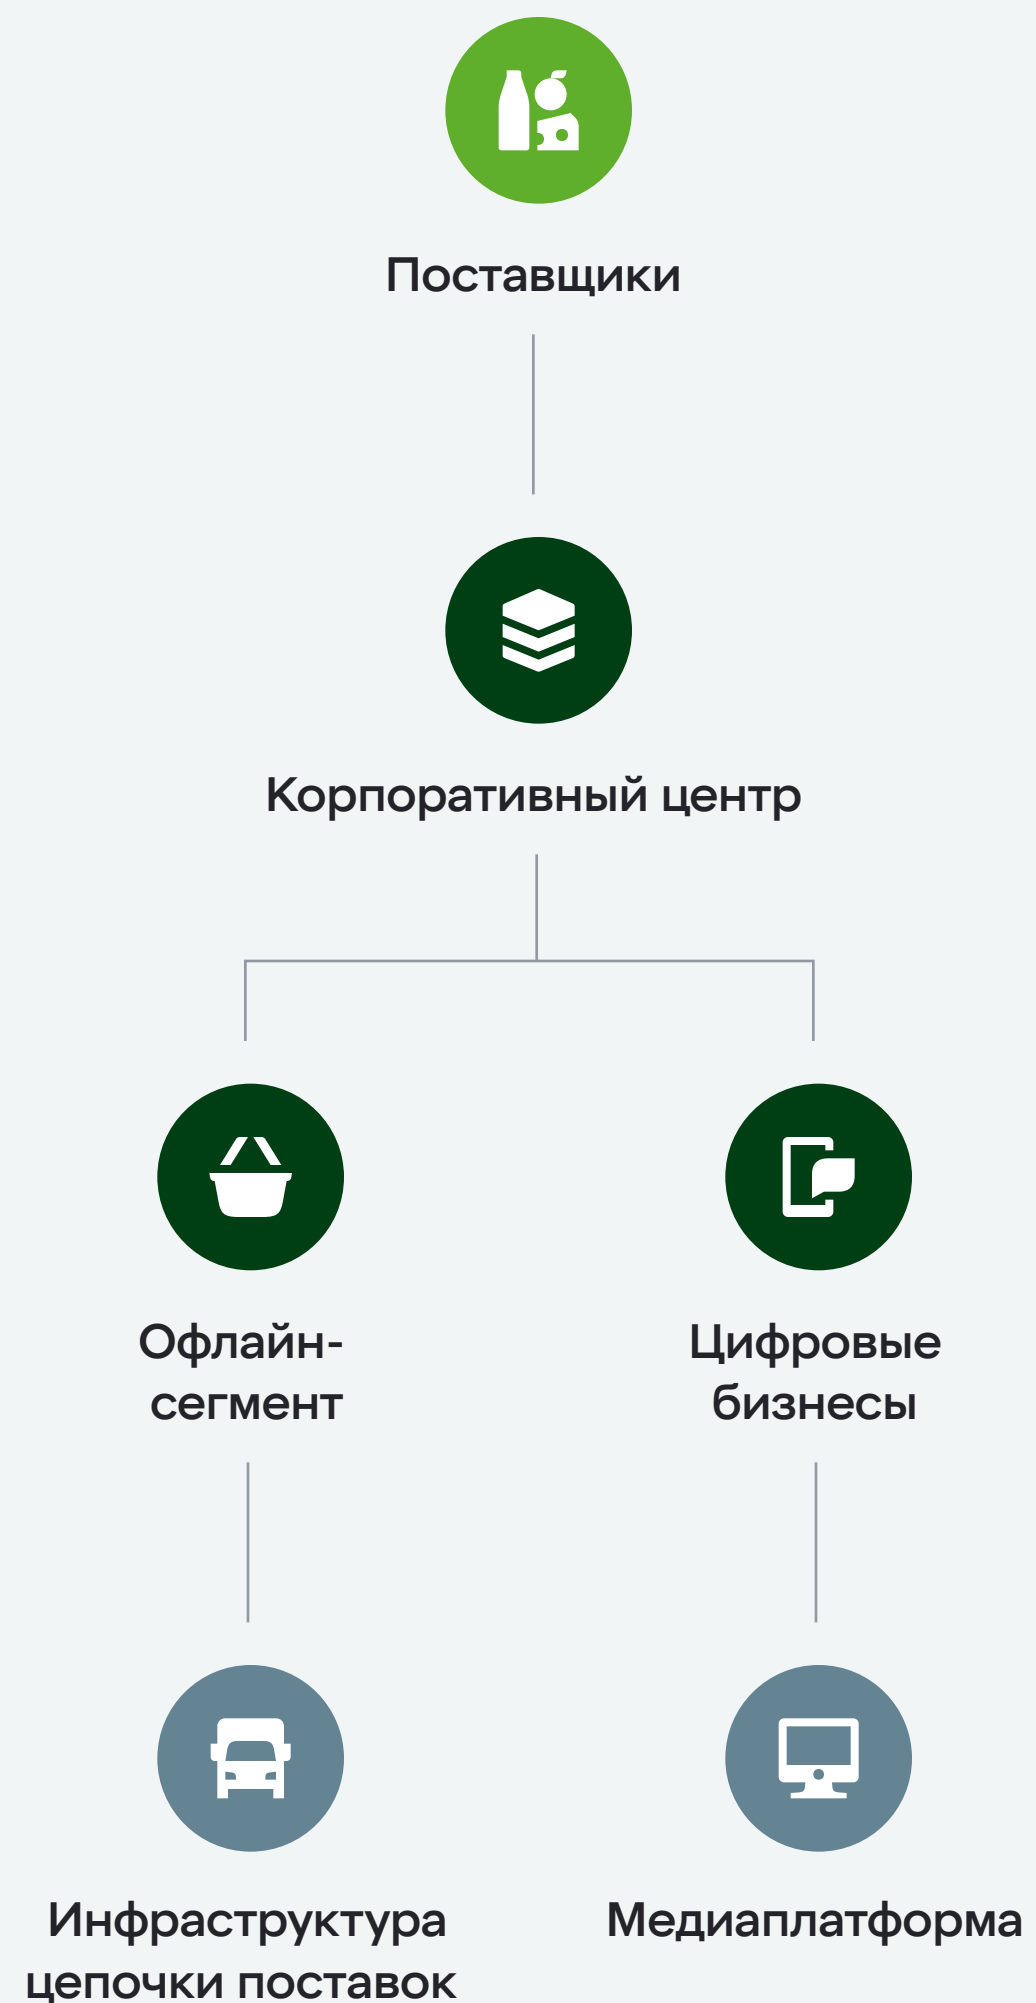 Поставщики
Корпоративный центр
Офлайн-
сегмент
Цифровые
бизнесы
Инфраструктура
цепочки поставок
Медиаплатформа